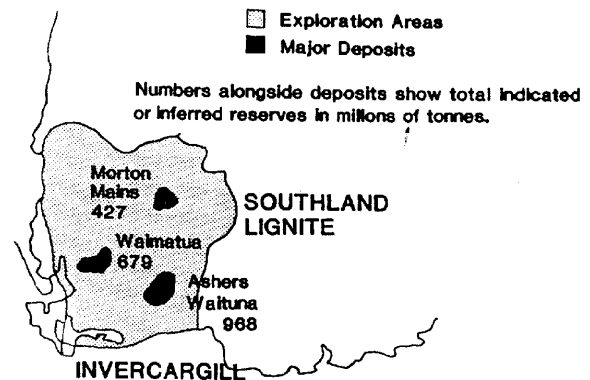 Exploration Areas
Major Deposits
Numbers alongside deposits show total indicated
or inferred reserves in millions of tonnes.
Morton
Mains
427
SOUTHLAND
LIGNITE
Waimatua
679
Ashers
Waituna
968
INVERCARGILL